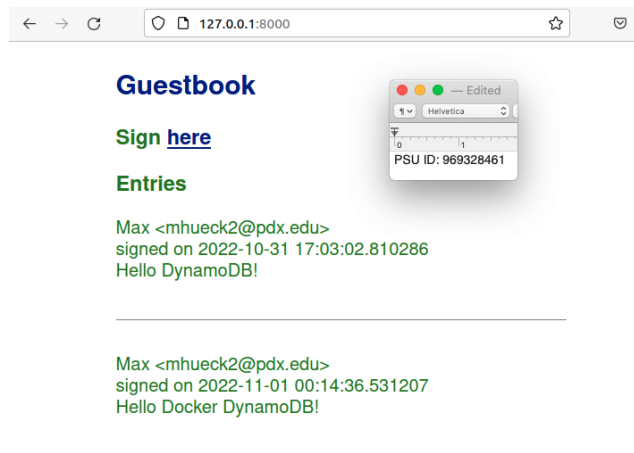 127.0.0.1:8000
Guestbook
— Edited
¶
Helvetica
0 1
PSU ID: 969328461
Sign here
Entries
Max <mhueck2@pdx.edu>
signed on 2022-10-31 17:03:02.810286
Hello DynamoDB!
Max <mhueck2@pdx.edu>
signed on 2022-11-01 00:14:36.531207
Hello Docker DynamoDB!